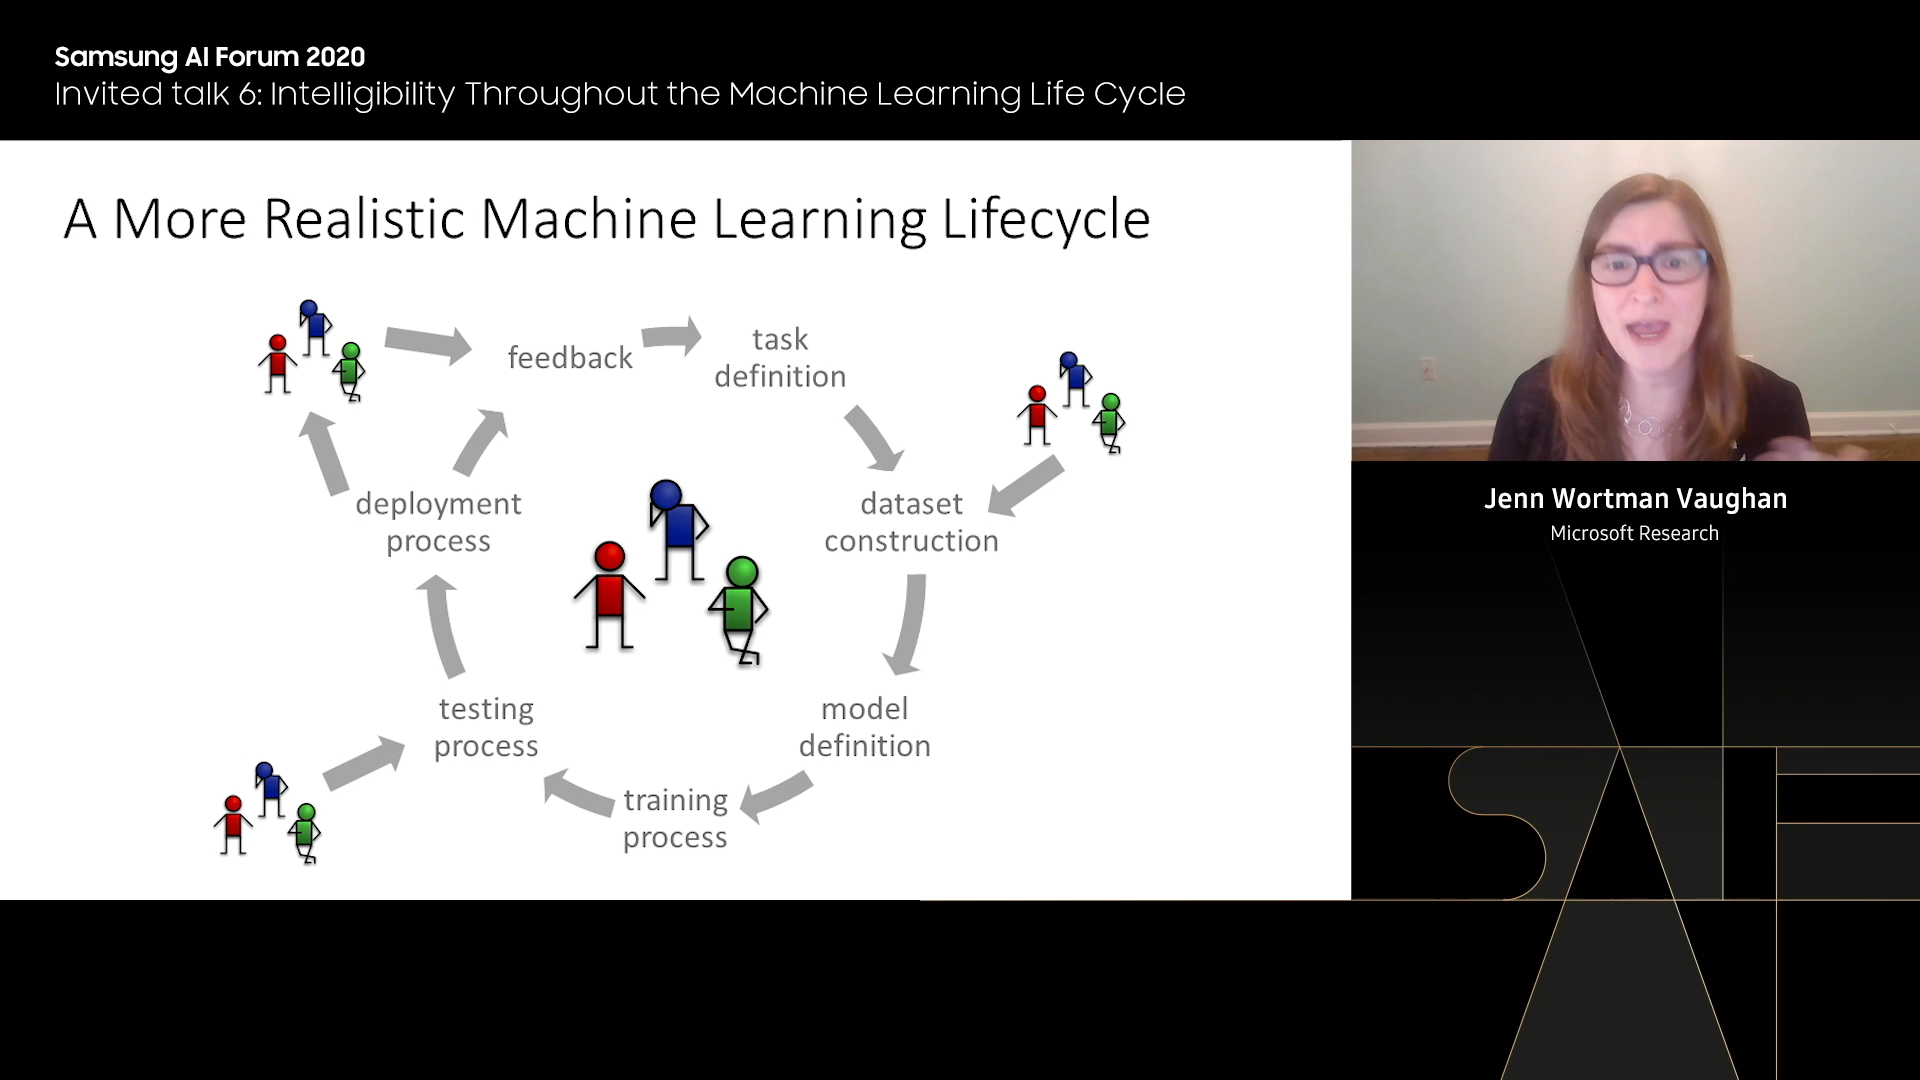 Samsung AI Forum 2020
Invited talk 6: Intelligibility Throughout the Machine Learning Life Cycle
A More Realistic Machine Learning Lifecycle
feedback
task
definition
dataset
construction
model
definition
training
process
testing
process
deployment
process
Jenn Wortman Vaughan
Microsoft Research